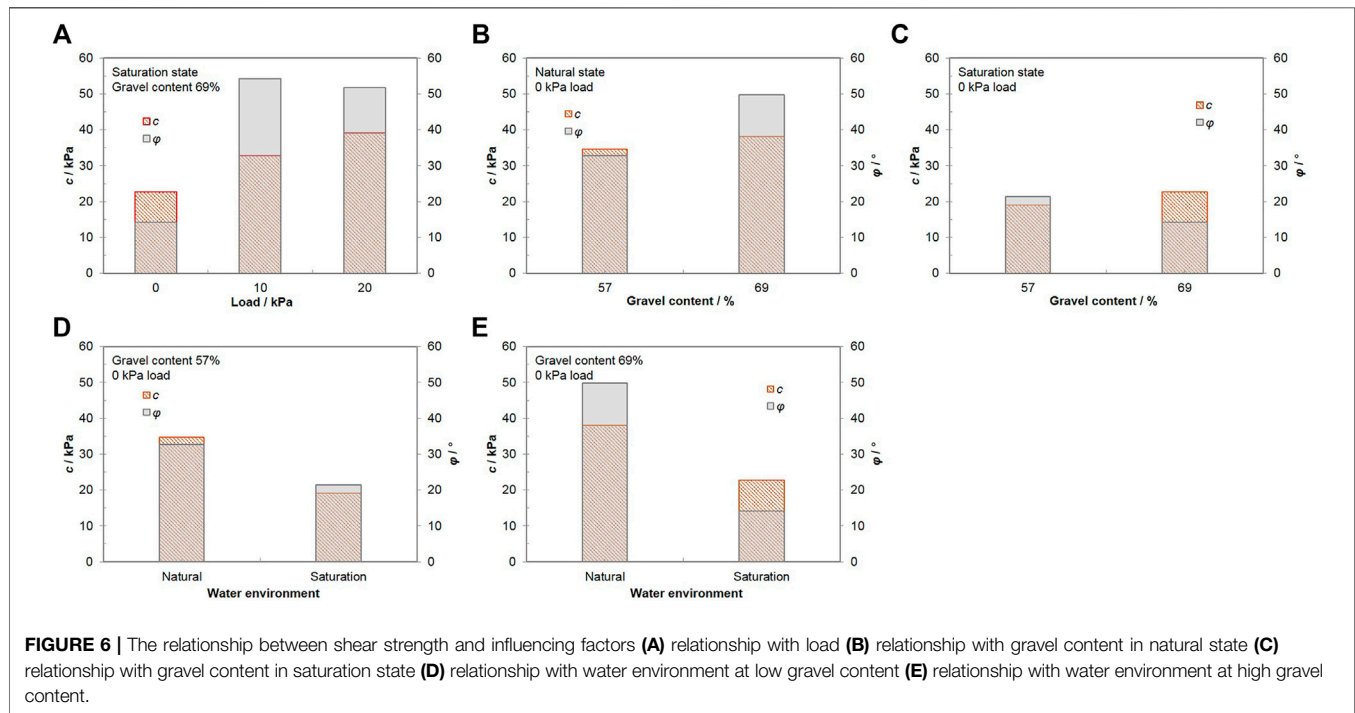 A
Saturation state
Gravel content 69%
c
φ
60
50
40
30
20
10
0
c / kPa
60
50
40
30
20
10
0
φ / °
0 10 20
Load / kPa
B
Natural state
0 kPa load
c
φ
60
50
40
30
20
10
0
c / kPa
60
50
40
30
20
10
0
φ / °
57 69
Gravel content / %
C
Saturation state
0 kPa load
c
φ
60
50
40
30
20
10
0
c / kPa
60
50
40
30
20
10
0
φ / °
57 69
Gravel content / %
D
Gravel content 57%
0 kPa load
c
φ
60
50
40
30
20
10
0
c / kPa
60
50
40
30
20
10
0
φ / °
Natural Saturation
Water environment
E
Gravel content 69%
0 kPa load
c
φ
60
50
40
30
20
10
0
c / kPa
60
50
40
30
20
10
0
φ / °
Natural Saturation
Water environment
FIGURE 6 | The relationship between shear strength and influencing factors (A) relationship with load (B) relationship with gravel content in natural state (C)
relationship with gravel content in saturation state (D) relationship with water environment at low gravel content (E) relationship with water environment at high gravel
content.